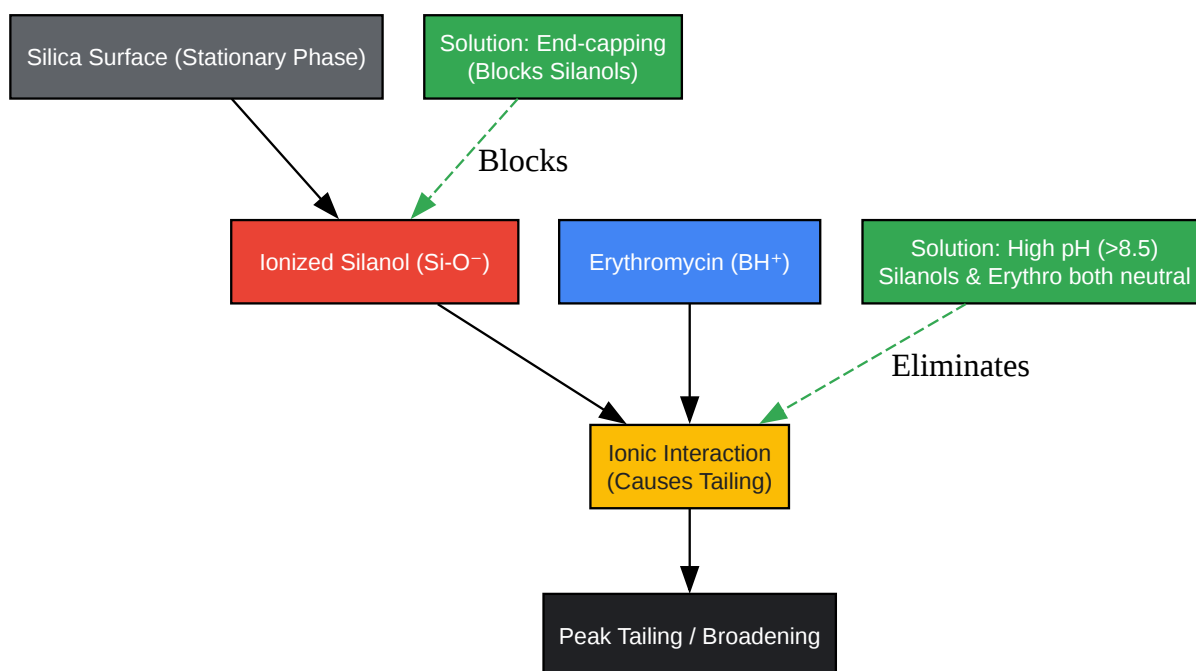 Silica Surface (Stationary Phase)
Solution: End-capping
(Blocks Silanols)
Blocks
Ionized Silanol (Si-O⁻)
Erythromycin (BH⁺)
Solution: High pH (>8.5)
Silanols & Erythro both neutral
Eliminates
Ionic Interaction
(Causes Tailing)
Peak Tailing / Broadening